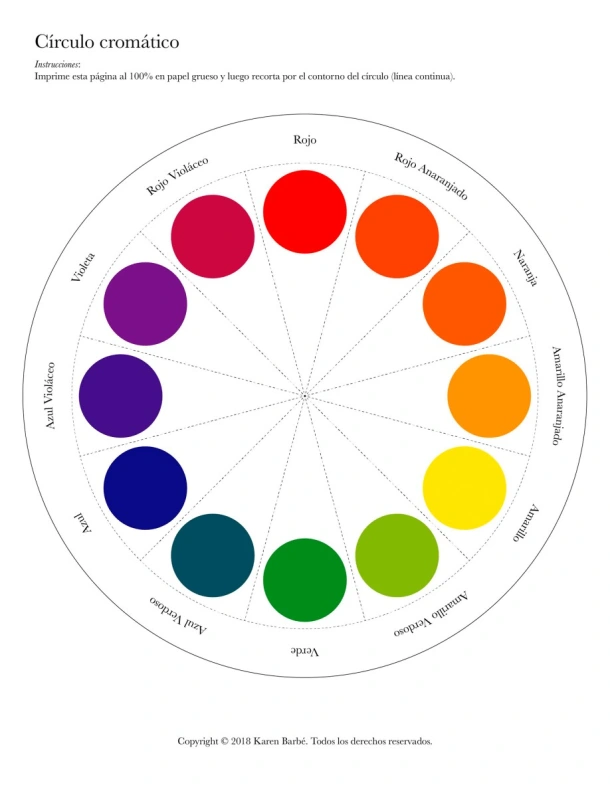 Círculo cromático
Instrucciones:
Imprime esta página al 100% en papel grueso y luego recorta por el contorno del círculo (línea continua).
Rojo
Rojo Anaranjado
Naranja
Amarillo Anaranjado
Amarillo
Amarillo Verdoso
Verde
Azul Verdoso
Azul
Azul Violáceo
Violeta
Rojo Violáceo
Copyright © 2018 Karen Barbé. Todos los derechos reservados.